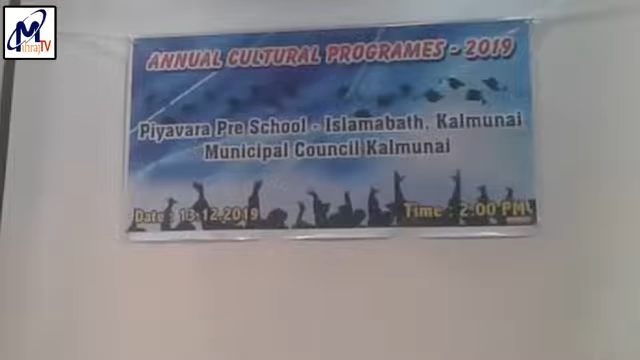 MihrajTV
ANNUAL CULTURAL PROGRAMES - 2019
Piyavara Pre School - Islamabath, Kalmunai
Municipal Council Kalmunai
Date : 13-12.2019
Time : 2.00 PM